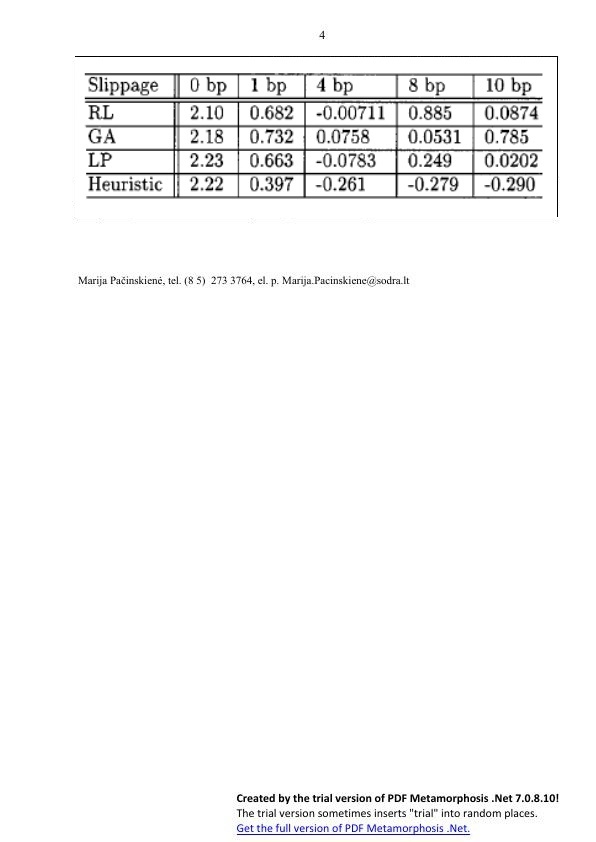 4
Slippage 0 bp 1 bp 4 bp 8 bp 10 bp
RL 2.10 0.682 -0.00711 0.885 0.0874
GA 2.18 0.732 0.0758 0.0531 0.785
LP 2.23 0.663 -0.0783 0.249 0.0202
Heuristic 2.22 0.397 -0.261 -0.279 -0.290
Marija Pačinskienė, tel. (8 5) 273 3764, el. p. Marija.Pacinskiene@sodra.lt
Created by the trial version of PDF Metamorphosis .Net 7.0.8.10!
The trial version sometimes inserts "trial" into random places.
Get the full version of PDF Metamorphosis .Net.